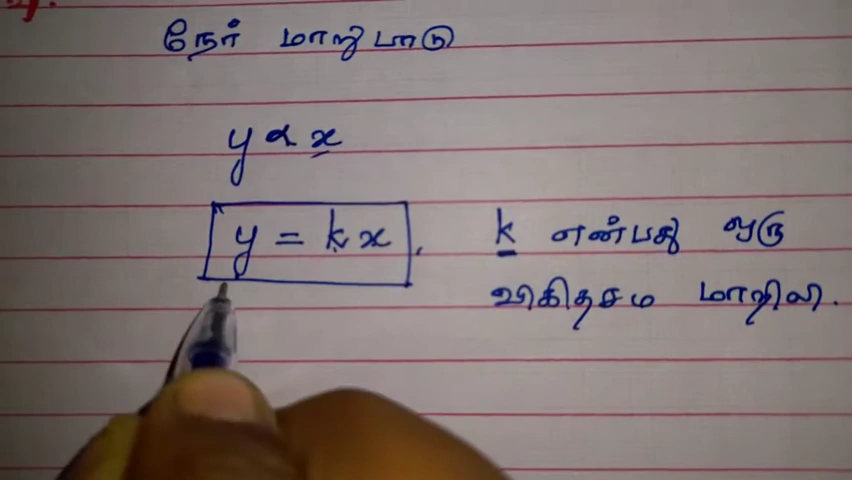 நேர் மாறுபாடு
y ∝ x
y = kx, k என்பது ஒரு
விகிதசம மாறிலி.